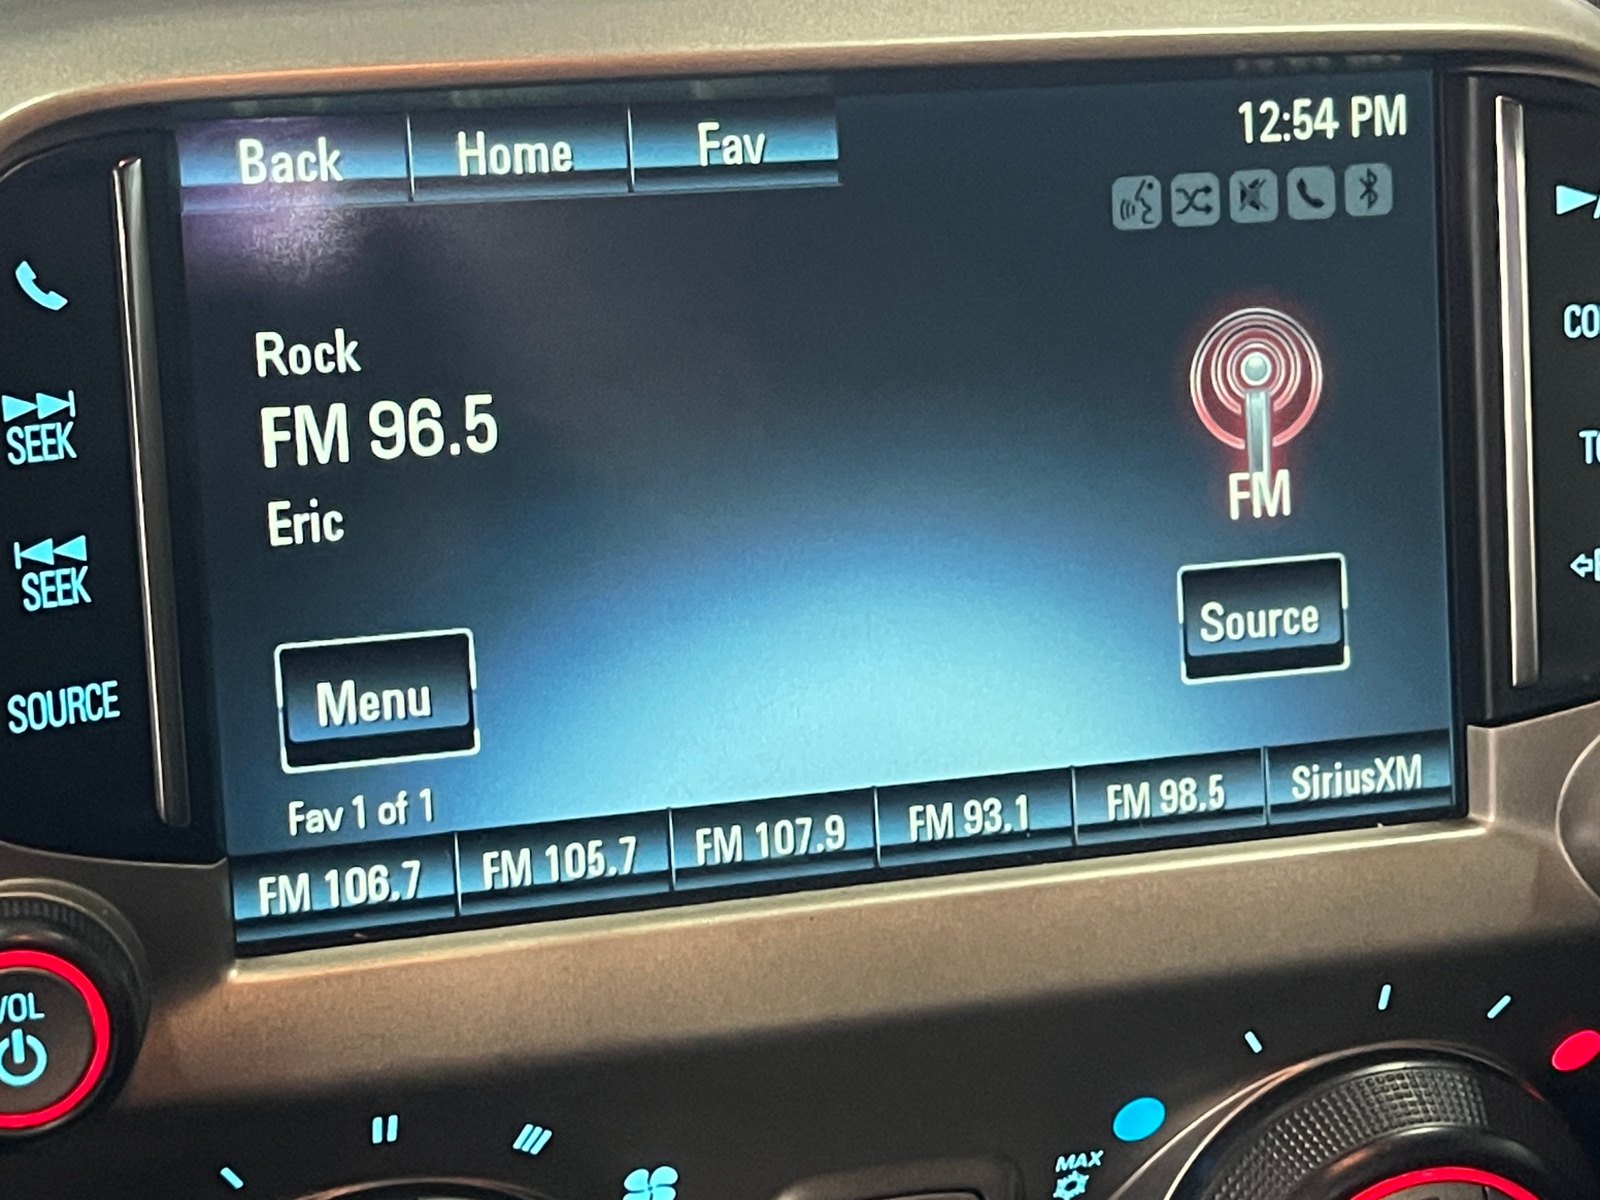 Back Home Fav
12:54 PM
Rock
FM 96.5
Eric
FM
Source
Menu
Fav 1 of 1
FM 106.7 FM 105.7 FM 107.9 FM 93.1 FM 98.5 SiriusXM
SEEK
SEEK
SOURCE
VOL
MAX